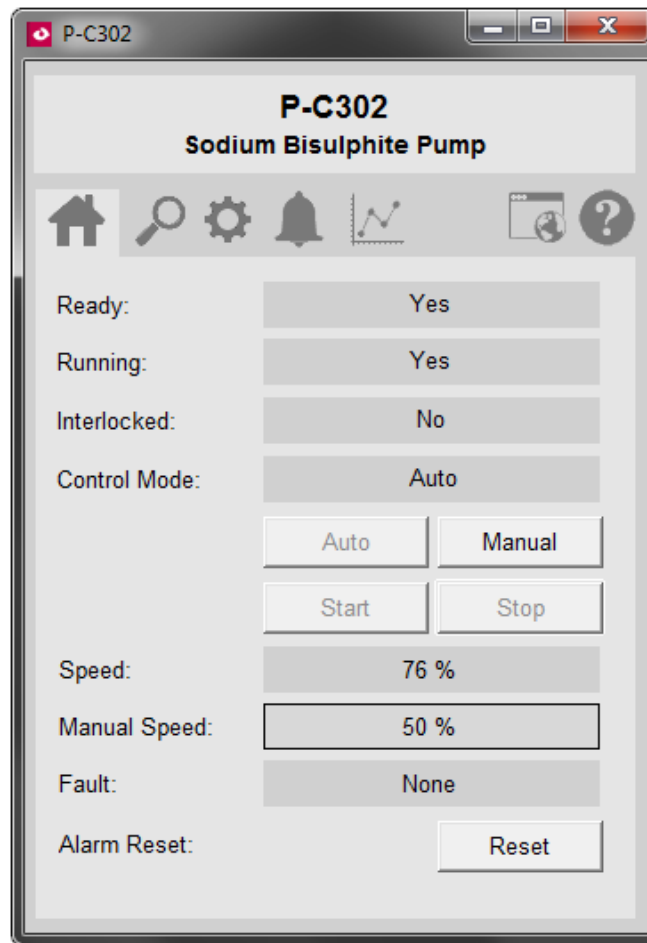 P-C302
P-C302
Sodium Bisulphite Pump
?
Ready: Yes
Running: Yes
Interlocked: No
Control Mode: Auto
Auto Manual
Start Stop
Speed: 76 %
Manual Speed: 50 %
Fault: None
Alarm Reset: Reset